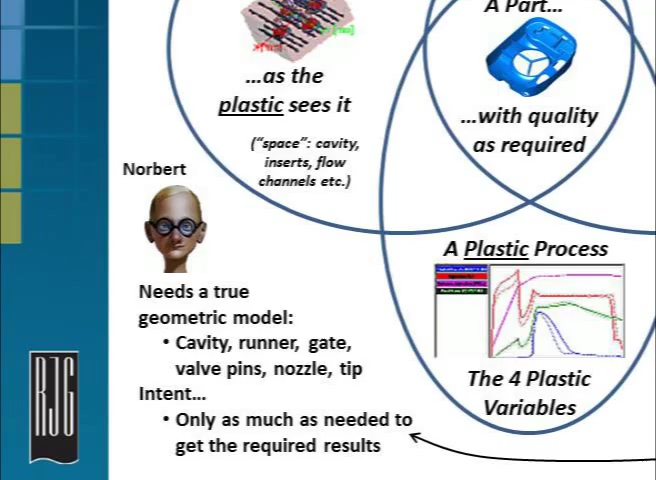 A Part...
...as the
plastic sees it
...with quality
as required
("space": cavity,
inserts, flow
channels etc.)
Norbert
A Plastic Process
Needs a true
geometric model:
• Cavity, runner, gate,
valve pins, nozzle, tip
The 4 Plastic
Variables
Intent...
• Only as much as needed to
get the required results
RJG